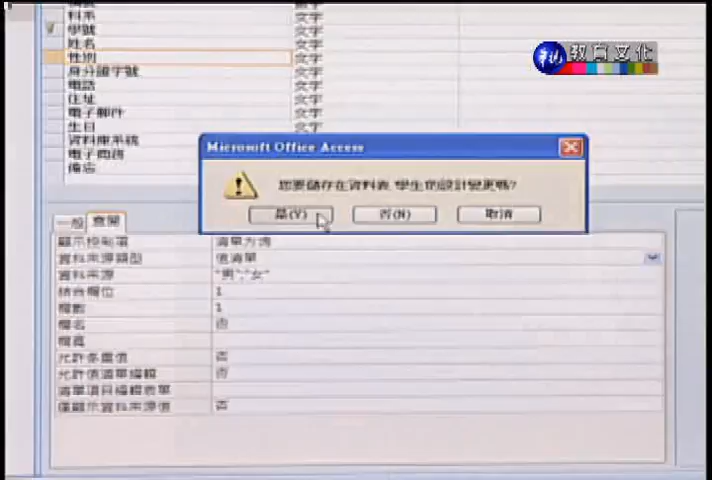 科系 文字
學號 文字
姓名 文字
性別 文字
身分證字號 文字
電話 文字
住址 文字
電子郵件 文字
生日 文字
資料庫系統
電子商務
備忘
華視 教育文化
Microsoft Office Access
您要儲存在資料表 學生 的設計變更嗎?
是(Y) 否(N) 取消
一般 查閱
顯示控制項 清單方塊
資料來源類型 值清單
資料來源 "男";"女"
結合欄位 1
欄數 1
欄名 否
欄寬
允許多重值 否
允許值清單編輯 否
清單項目編輯表單
僅顯示資料來源值 否